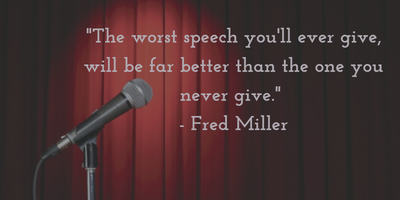 "The worst speech you'll ever give,
will be far better than the one you
never give."
- Fred Miller